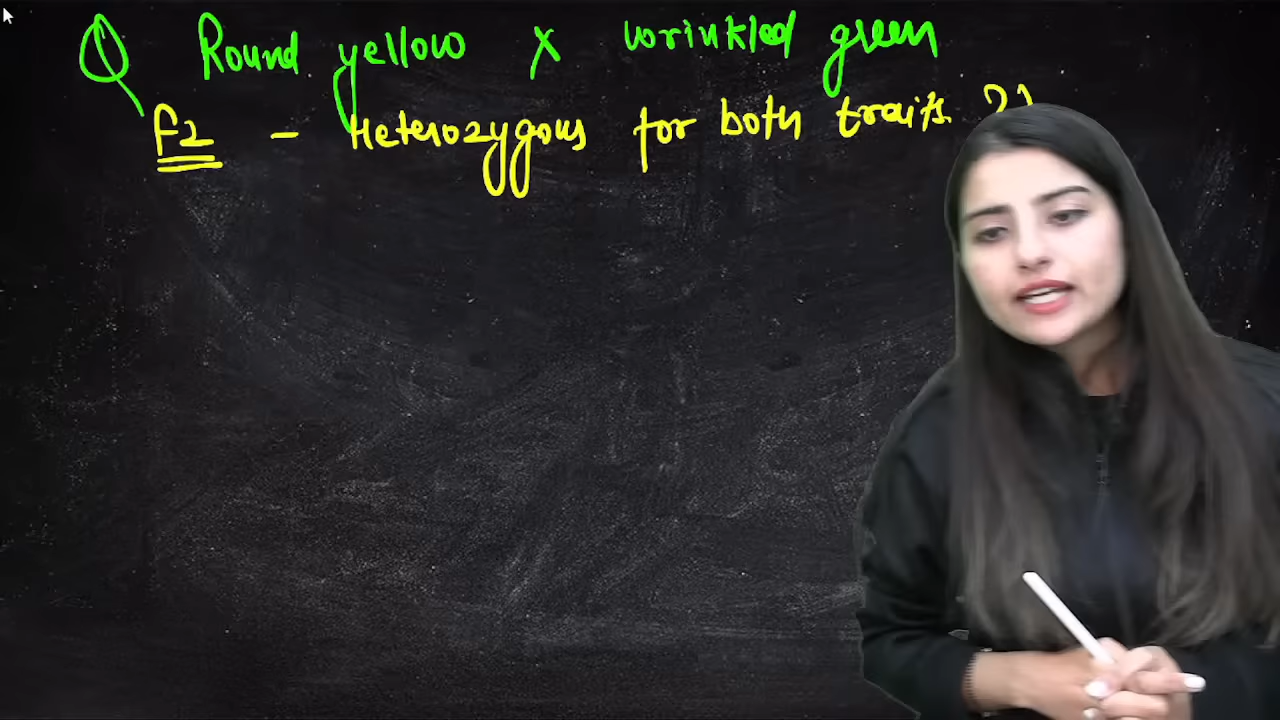 Q Round yellow X wrinkled green
F2 - Heterozygous for both traits ??